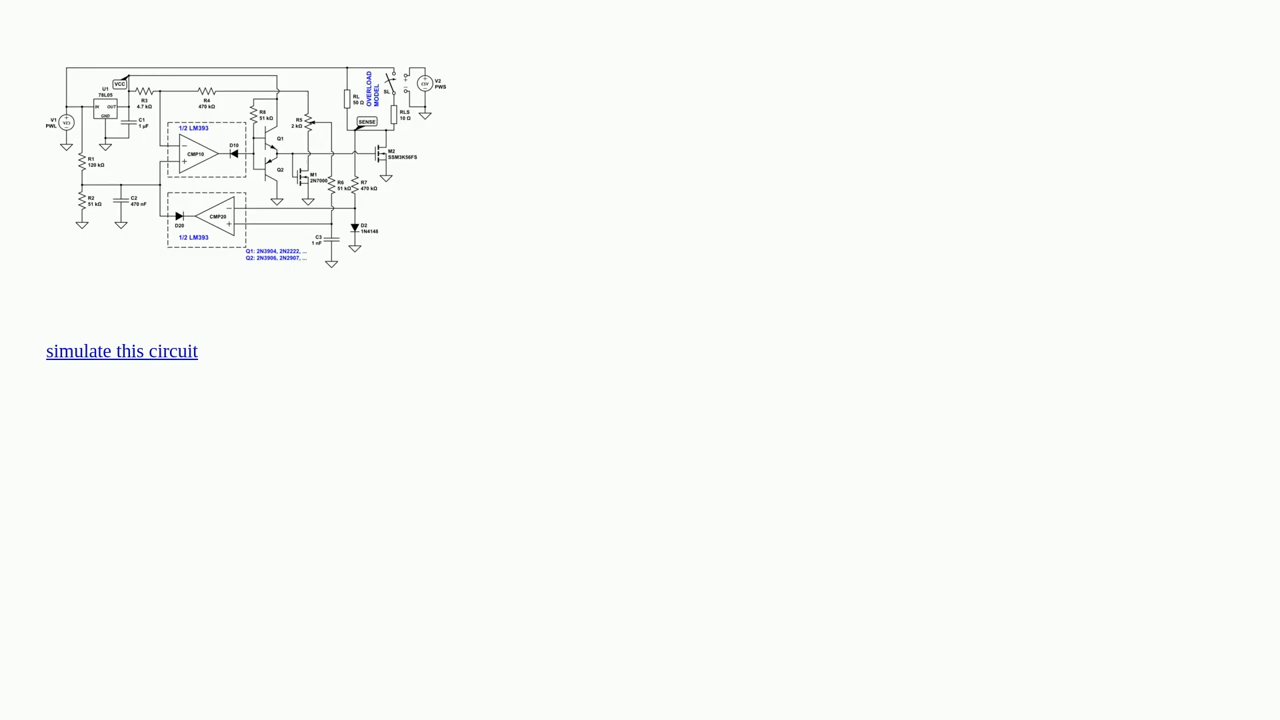 VCC
U1
78L05
IN OUT
GND
V1
PWL
R3
4.7 kΩ
R4
470 kΩ
C1
1 µF
R8
51 kΩ
R5
2 kΩ
RL
50 Ω
OVERLOAD
MODEL
SL
RLS
10 Ω
V2
PWS
SENSE
1/2 LM393
CMP10
D10
Q1
Q2
M2
SSM3K56FS
R1
120 kΩ
M1
2N7000
R6
51 kΩ
R7
470 kΩ
R2
51 kΩ
C2
470 nF
D20
CMP20
1/2 LM393
D2
1N4148
C3
1 nF
Q1: 2N3904, 2N2222, ...
Q2: 2N3906, 2N2907, ...
simulate this circuit